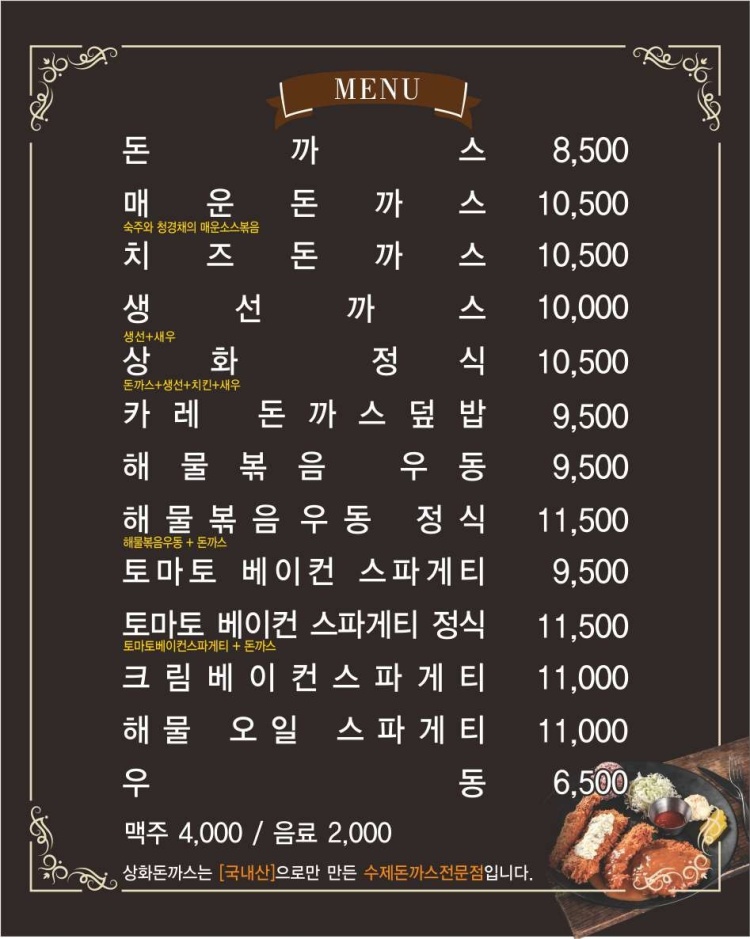 MENU
돈까스 8,500
매운돈까스 10,500
숙주와 청경채의 매운소스볶음
치즈돈까스 10,500
생선까스 10,000
생선+새우
상화 정식 10,500
돈까스+생선+치킨+새우
카레 돈까스덮밥 9,500
해물볶음 우동 9,500
해물볶음우동 정식 11,500
해물볶음우동 + 돈까스
토마토 베이컨 스파게티 9,500
토마토 베이컨 스파게티 정식 11,500
토마토베이컨스파게티 + 돈까스
크림베이컨스파게티 11,000
해물 오일 스파게티 11,000
우동 6,500
맥주 4,000 / 음료 2,000
상화돈까스는 [국내산]으로만 만든 수제돈까스전문점입니다.